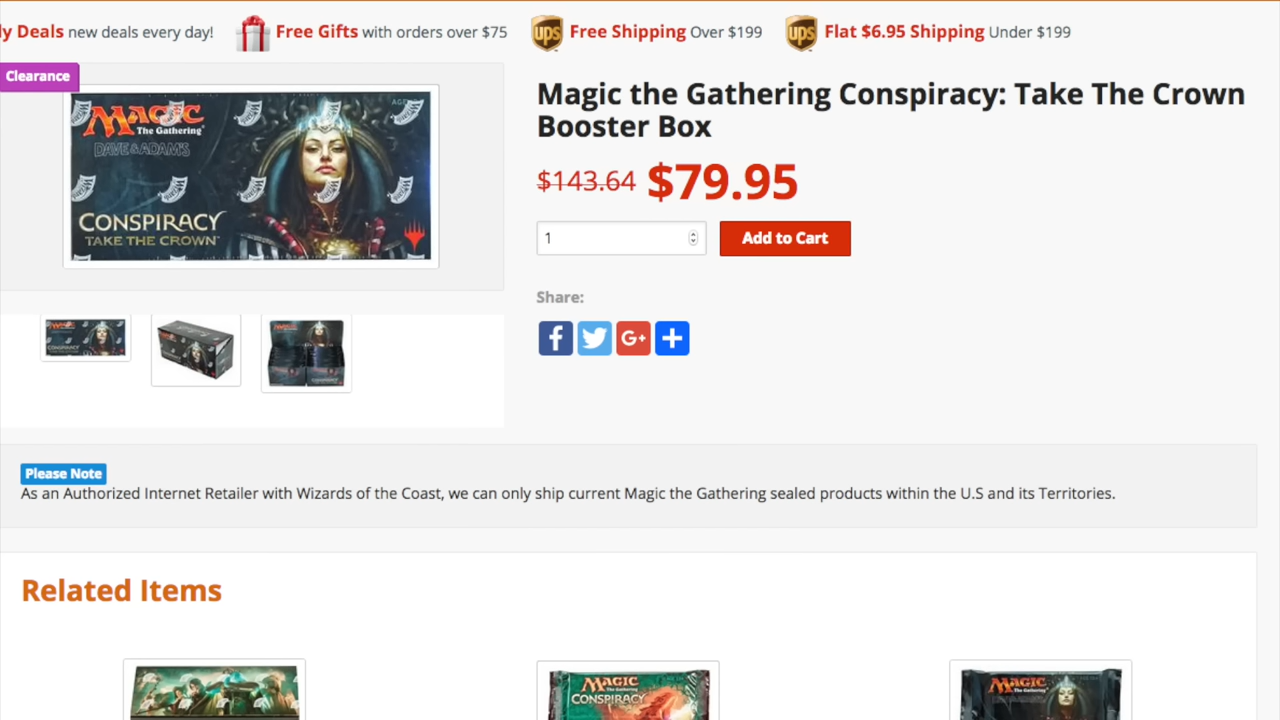 ly Deals new deals every day!
Free Gifts with orders over $75
Free Shipping Over $199
Flat $6.95 Shipping Under $199
Clearance
MAGIC
The Gathering
DAVE & ADAM'S
CONSPIRACY
TAKE THE CROWN
Magic the Gathering Conspiracy: Take The Crown
Booster Box
$143.64 $79.95
1
Add to Cart
Share:
Please Note
As an Authorized Internet Retailer with Wizards of the Coast, we can only ship current Magic the Gathering sealed products within the U.S and its Territories.
Related Items
MAGIC
The Gathering
CONSPIRACY
MAGIC
The Gathering